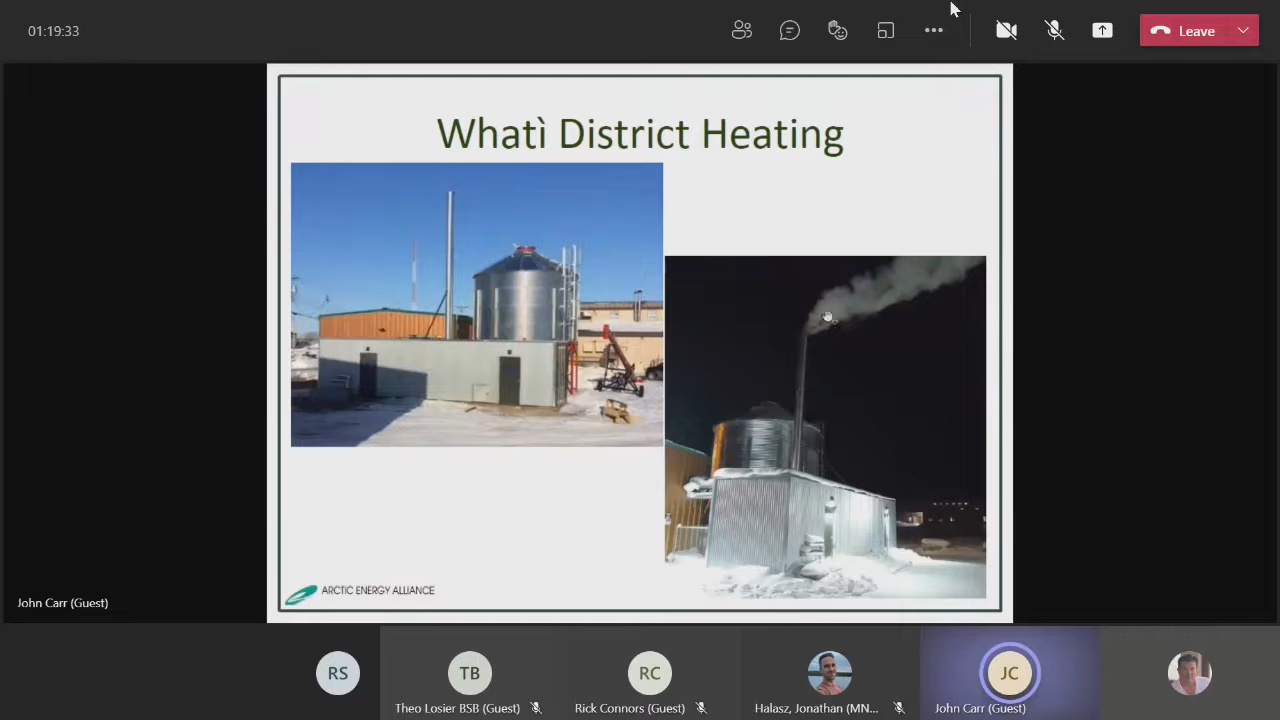 01:19:33
Leave
Whatì District Heating
ARCTIC ENERGY ALLIANCE
John Carr (Guest)
RS
TB
RC
JC
Theo Losier BSB (Guest)
Rick Connors (Guest)
Halasz, Jonathan (MN...
John Carr (Guest)